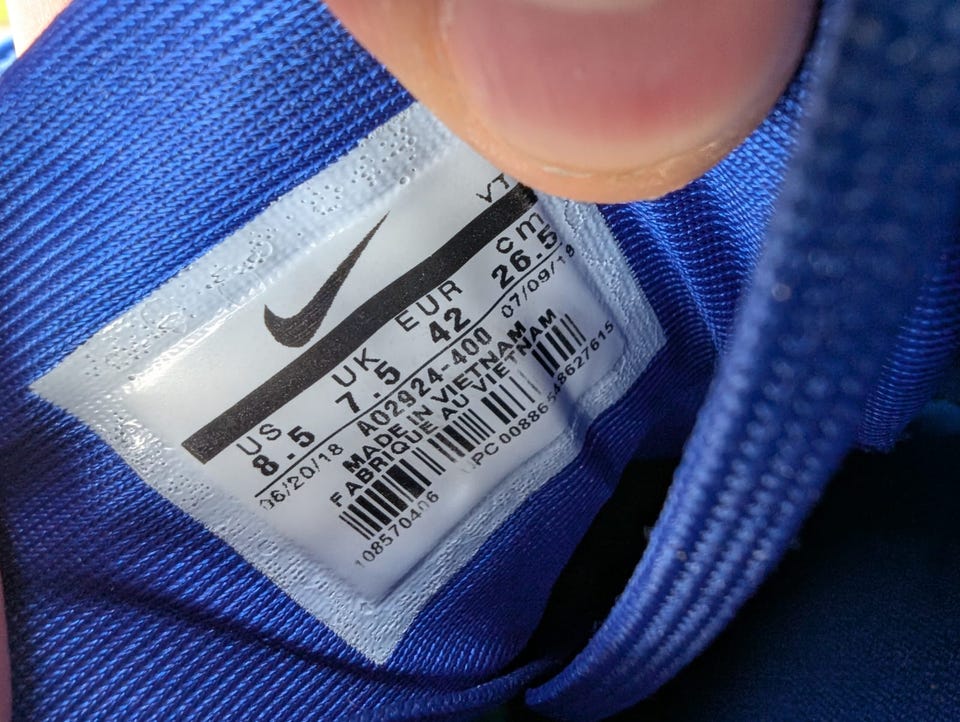 VT
US UK EUR cm
8.5 7.5 42 26.5
06/20/18 AO2924-400 07/09/18
MADE IN VIETNAM
FABRIQUE AU VIETNAM
UPC 00886548627615